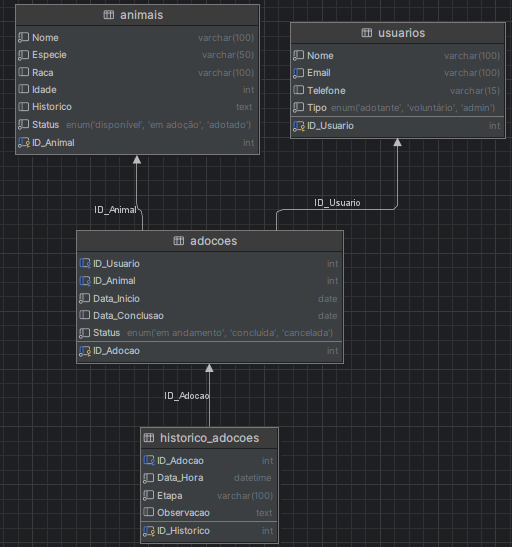 animais
Nome varchar(100)
Especie varchar(50)
Raca varchar(100)
Idade int
Historico text
Status enum('disponível', 'em adoção', 'adotado')
ID_Animal int
usuarios
Nome varchar(100)
Email varchar(100)
Telefone varchar(15)
Tipo enum('adotante', 'voluntário', 'admin')
ID_Usuario int
ID_Animal
ID_Usuario
adocoes
ID_Usuario int
ID_Animal int
Data_Inicio date
Data_Conclusao date
Status enum('em andamento', 'concluída', 'cancelada')
ID_Adocao int
ID_Adocao
historico_adocoes
ID_Adocao int
Data_Hora datetime
Etapa varchar(100)
Observacao text
ID_Historico int